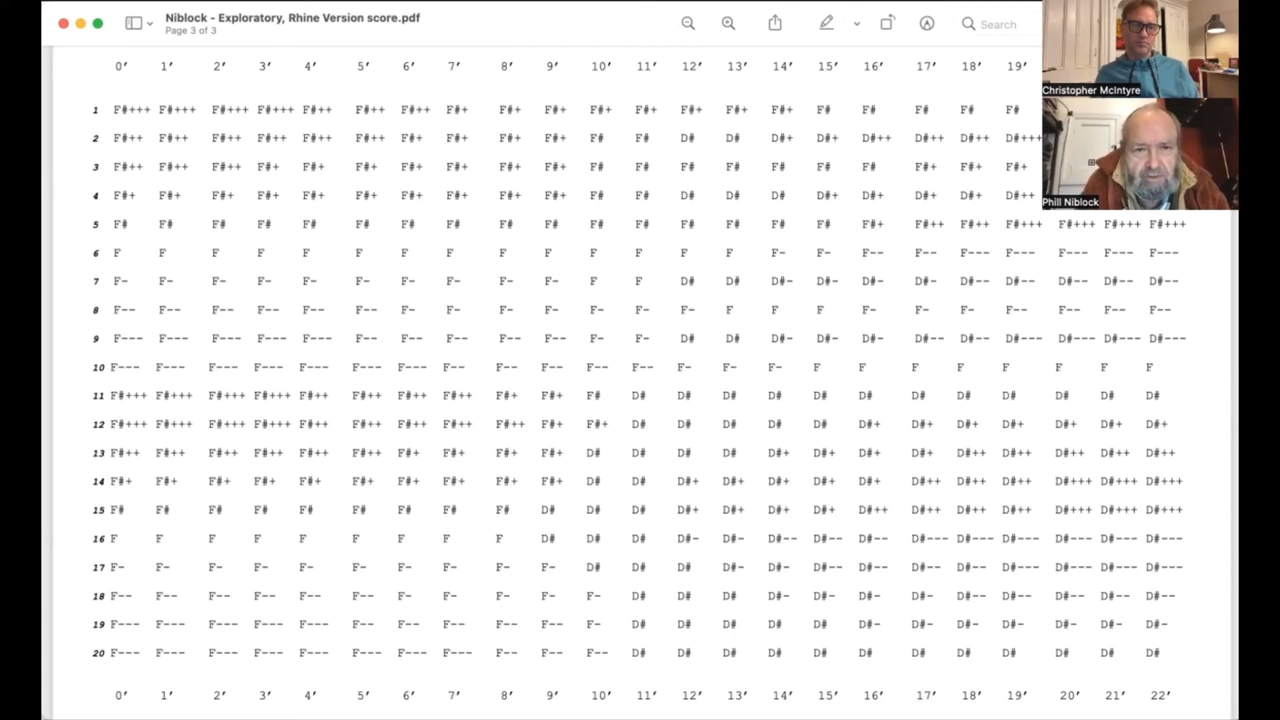 Niblock - Exploratory, Rhine Version score.pdf
Page 3 of 3
Search
Christopher McIntyre
Phill Niblock
0′ 1′ 2′ 3′ 4′ 5′ 6′ 7′ 8′ 9′ 10′ 11′ 12′ 13′ 14′ 15′ 16′ 17′ 18′ 19′
1 F#+++ F#+++ F#+++ F#+++ F#++ F#++ F#++ F#+ F#+ F#+ F#+ F#+ F#+ F#+ F#+ F# F# F# F# F#
2 F#++ F#++ F#++ F#++ F#++ F#++ F#+ F#+ F#+ F#+ F# F# D# D# D#+ D#+ D#++ D#++ D#++ D#+++
3 F#++ F#++ F#++ F#+ F#+ F#+ F#+ F#+ F#+ F#+ F# F# F# F# F# F# F# F#+ F#+ F#+
4 F#+ F#+ F#+ F#+ F#+ F#+ F#+ F#+ F#+ F#+ F# F# D# D# D# D#+ D#+ D#+ D#+ D#++
5 F# F# F# F# F# F# F# F# F# F# F# F# F# F# F# F# F#+ F#++ F#++ F#+++ F#+++ F#+++ F#+++
6 F F F F F F F F F F F F F F F- F- F-- F-- F--- F--- F--- F--- F---
7 F- F- F- F- F- F- F- F- F- F- F F D# D# D#- D#- D#- D#- D#-- D#-- D#-- D#-- D#--
8 F-- F-- F-- F-- F-- F-- F- F- F- F- F- F- F- F F F F- F- F- F-- F-- F-- F--
9 F--- F--- F--- F--- F--- F-- F-- F-- F-- F-- F- F- D# D# D#- D#- D#- D#-- D#-- D#-- D#--- D#--- D#---
10 F--- F--- F--- F--- F--- F--- F-- F-- F-- F-- F-- F-- F- F- F- F F F F F F F F
11 F#+++ F#+++ F#+++ F#+++ F#++ F#++ F#++ F#++ F#+ F#+ F# D# D# D# D# D# D# D# D# D# D# D# D#
12 F#+++ F#+++ F#+++ F#+++ F#++ F#++ F#++ F#++ F#++ F#+ F#+ D# D# D# D# D# D#+ D#+ D#+ D#+ D#+ D#+ D#+
13 F#++ F#++ F#++ F#++ F#++ F#++ F#+ F#+ F#+ F#+ D# D# D# D# D#+ D#+ D#+ D#++ D#++ D#++ D#++ D#++ D#++
14 F#+ F#+ F#+ F#+ F#+ F#+ F#+ F#+ F#+ F#+ D# D# D#+ D#+ D#+ D#+ D#+ D#++ D#++ D#++ D#+++ D#+++ D#+++
15 F# F# F# F# F# F# F# F# F# D# D# D# D#+ D#+ D#+ D#++ D#++ D#++ D#++ D#++ D#+++ D#+++ D#+++
16 F F F F F F F F F D# D# D# D#- D#- D#-- D#-- D#-- D#--- D#--- D#--- D#--- D#--- D#---
17 F- F- F- F- F- F- F- F- F- F- D# D# D# D#- D#- D#-- D#-- D#-- D#-- D#--- D#--- D#--- D#---
18 F-- F-- F-- F-- F-- F-- F- F- F- F- F- D# D# D# D#- D#- D#- D#-- D#-- D#-- D#-- D#-- D#--
19 F--- F--- F--- F--- F--- F-- F-- F-- F-- F-- F- D# D# D# D# D# D#- D#- D#- D#- D#- D#- D#-
20 F--- F--- F--- F--- F--- F--- F--- F--- F-- F-- F-- D# D# D# D# D# D# D# D# D# D# D# D#
0′ 1′ 2′ 3′ 4′ 5′ 6′ 7′ 8′ 9′ 10′ 11′ 12′ 13′ 14′ 15′ 16′ 17′ 18′ 19′ 20′ 21′ 22′